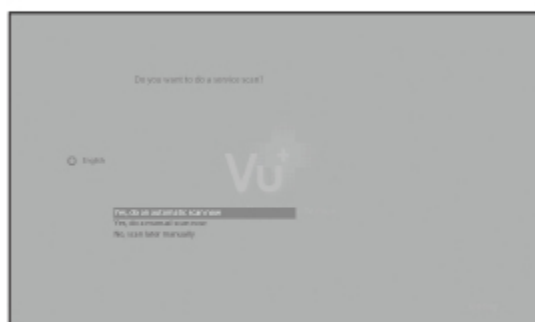 Do you want to do a service scan?
English
Vu+
Yes, do an automatic scan now
Yes, do a manual scan now
No, scan later manually